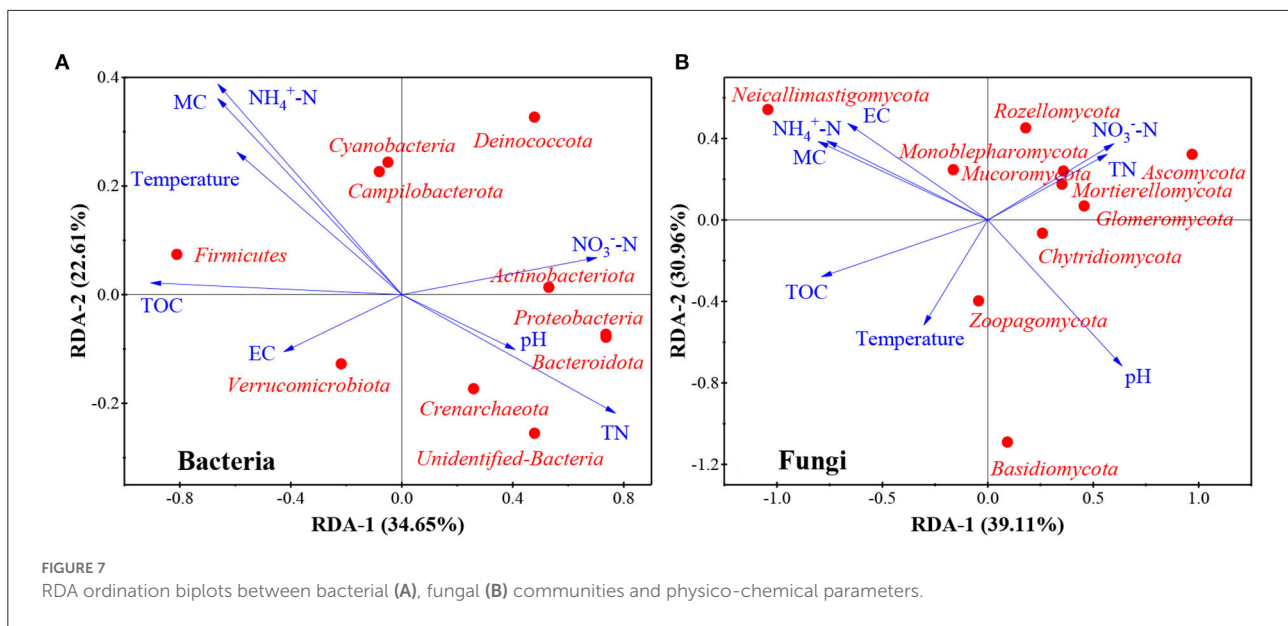 A
0.4
0.2
0.0
-0.2
RDA-2 (22.61%)
NH₄⁺-N
MC
Temperature
Cyanobacteria
Campilobacterota
Deinococcota
Firmicutes
TOC
NO₃⁻-N
Actinobacteriota
Proteobacteria
pH
Bacteroidota
EC
Verrucomicrobiota
Crenarchaeota
TN
Unidentified-Bacteria
Bacteria
-0.8 -0.4 0.0 0.4 0.8
RDA-1 (34.65%)
B
0.4
0.0
-0.4
-0.8
-1.2
RDA-2 (30.96%)
Neicallimastigomycota
EC
Rozellomycota
NH₄⁺-N
NO₃⁻-N
MC
Monoblepharomycota
TN
Mucoromycota
Ascomycota
Mortierellomycota
Glomeromycota
Chytridiomycota
TOC
Zoopagomycota
Temperature
pH
Basidiomycota
Fungi
-1.0 -0.5 0.0 0.5 1.0
RDA-1 (39.11%)
FIGURE 7
RDA ordination biplots between bacterial (A), fungal (B) communities and physico-chemical parameters.